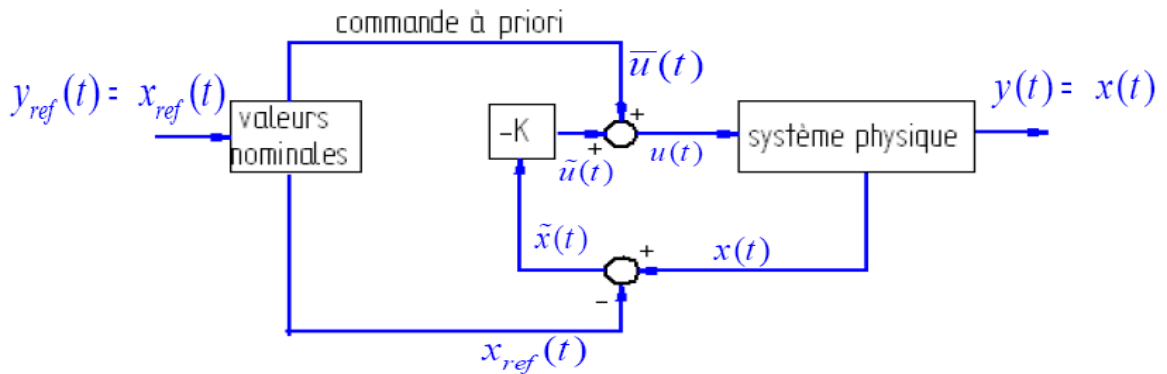 commande à priori
y_ref(t) = x_ref(t)
valeurs
nominales
u̅(t)
-K
+
+
ũ(t)
u(t)
système physique
y(t) = x(t)
x̃(t)
+
-
x(t)
x_ref(t)